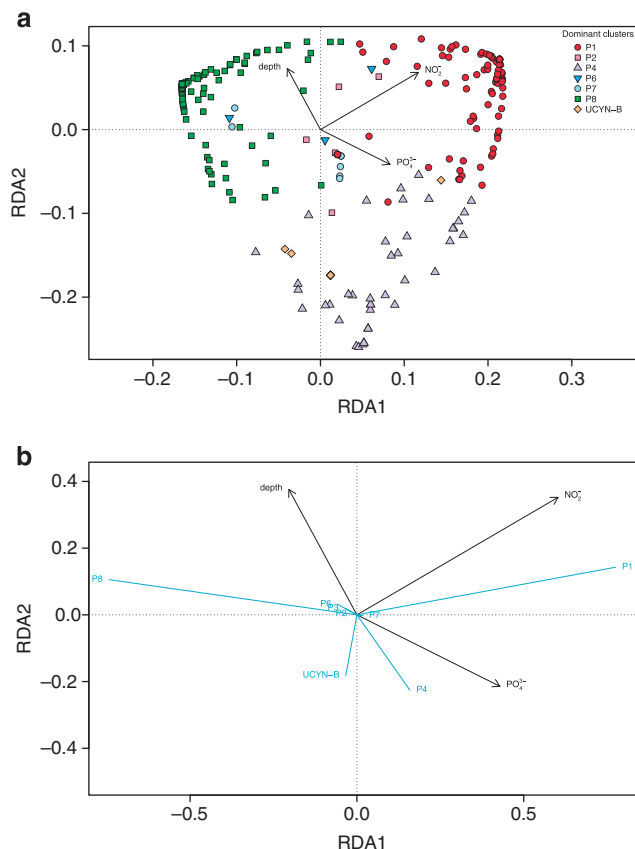 a
Dominant clusters
P1
P2
P4
P6
P7
P8
UCYN–B
0.1
0.0
–0.1
–0.2
RDA2
depth
NO₂⁻
PO₄³⁻
–0.2
–0.1
0.0
0.1
0.2
0.3
RDA1
b
0.4
0.2
0.0
–0.2
–0.4
RDA2
depth
NO₂⁻
P8
P1
P6
P2
P7
UCYN–B
P4
PO₄³⁻
–0.5
0.0
0.5
RDA1